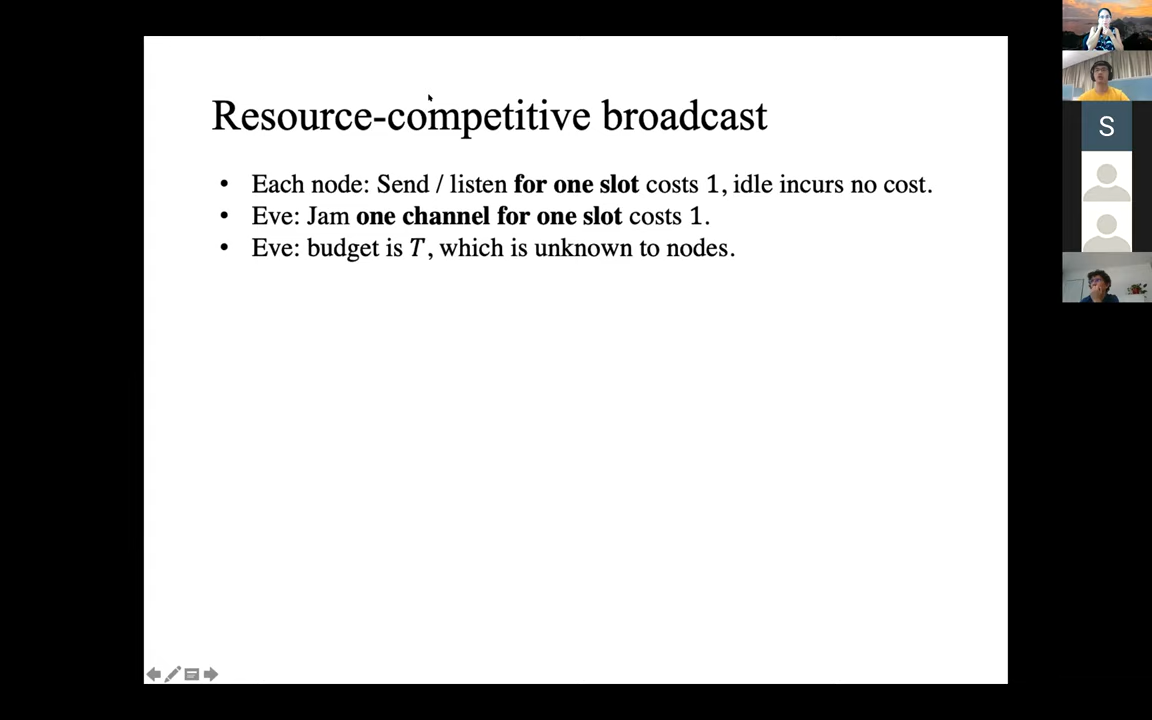 Resource-competitive broadcast
• Each node: Send / listen for one slot costs 1, idle incurs no cost.
• Eve: Jam one channel for one slot costs 1.
• Eve: budget is T, which is unknown to nodes.
S